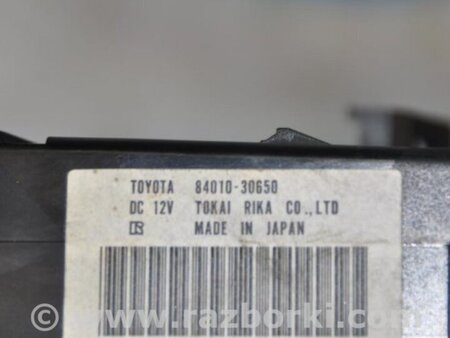 TOYOTA 84010-30650
DC 12V TOKAI RIKA CO.,LTD
MADE IN JAPAN
© www.razborki.com